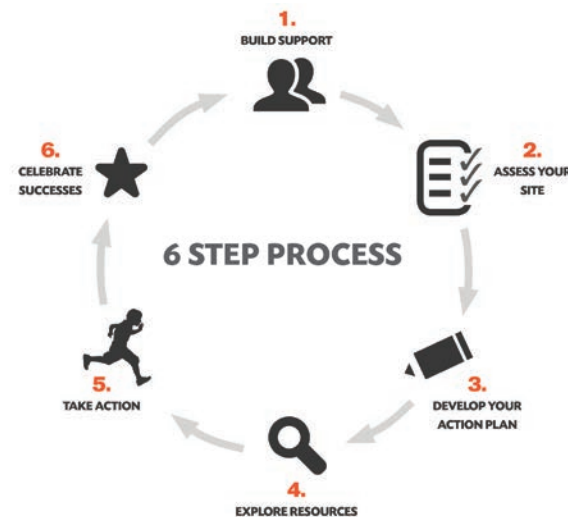 1.
BUILD SUPPORT
2.
ASSESS YOUR
SITE
3.
DEVELOP YOUR
ACTION PLAN
4.
EXPLORE RESOURCES
5.
TAKE ACTION
6.
CELEBRATE
SUCCESSES
6 STEP PROCESS